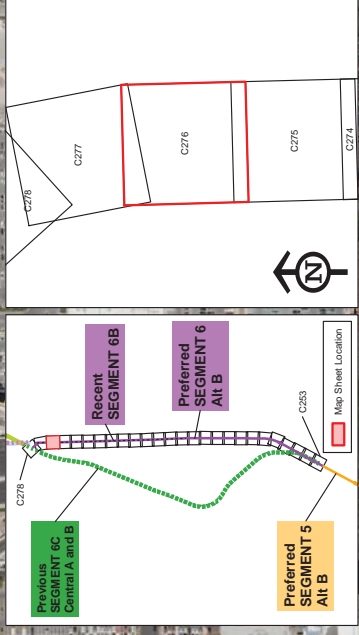 C278
Previous
SEGMENT 6C
Central A and B
Recent
SEGMENT 6B
Preferred
SEGMENT 6
Alt B
C253
Preferred
SEGMENT 5
Alt B
Map Sheet Location
C278
C277
C276
C275
C274
N